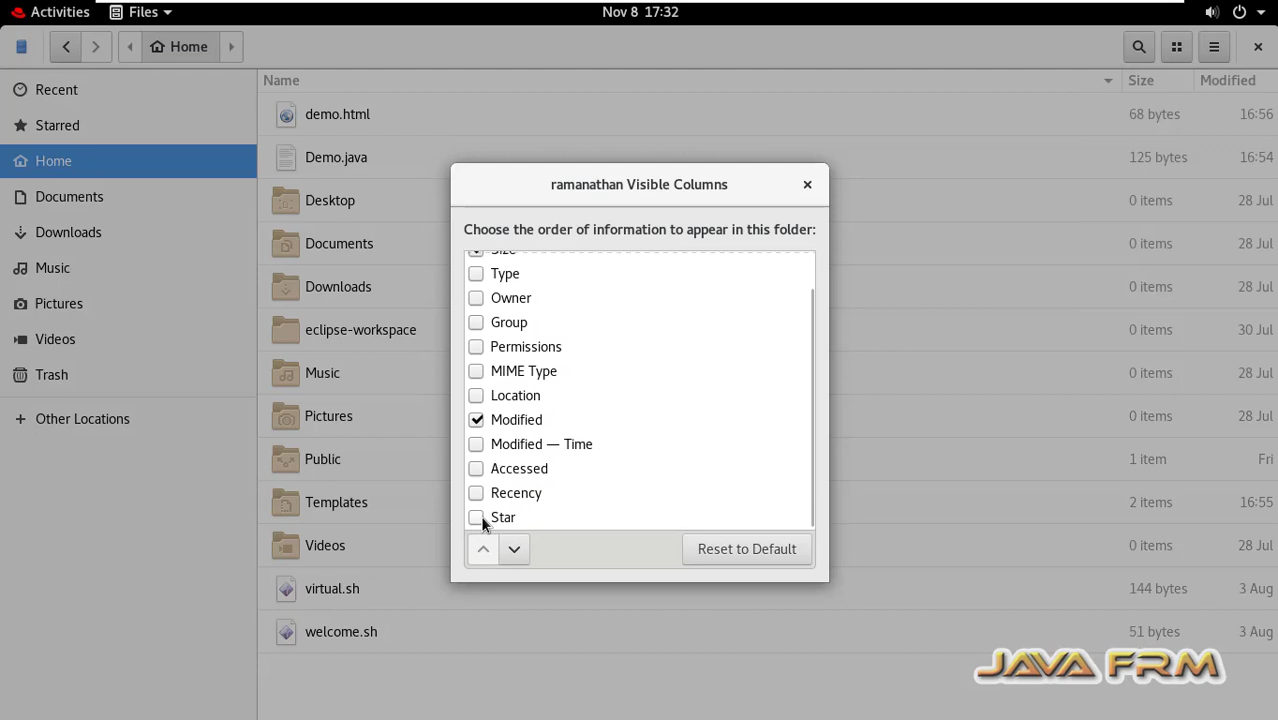 Activities Files Nov 8 17:32
Home
Name Size Modified
Recent
Starred
Home
Documents
Downloads
Music
Pictures
Videos
Trash
Other Locations
demo.html 68 bytes 16:56
Demo.java 125 bytes 16:54
Desktop 0 items 28 Jul
Documents 0 items 28 Jul
Downloads 0 items 28 Jul
eclipse-workspace 0 items 30 Jul
Music 0 items 28 Jul
Pictures 0 items 28 Jul
Public 1 item Fri
Templates 2 items 16:55
Videos 0 items 28 Jul
virtual.sh 144 bytes 3 Aug
welcome.sh 51 bytes 3 Aug
ramanathan Visible Columns
Choose the order of information to appear in this folder:
Size
Type
Owner
Group
Permissions
MIME Type
Location
Modified
Modified — Time
Accessed
Recency
Star
Reset to Default
JAVA FRM